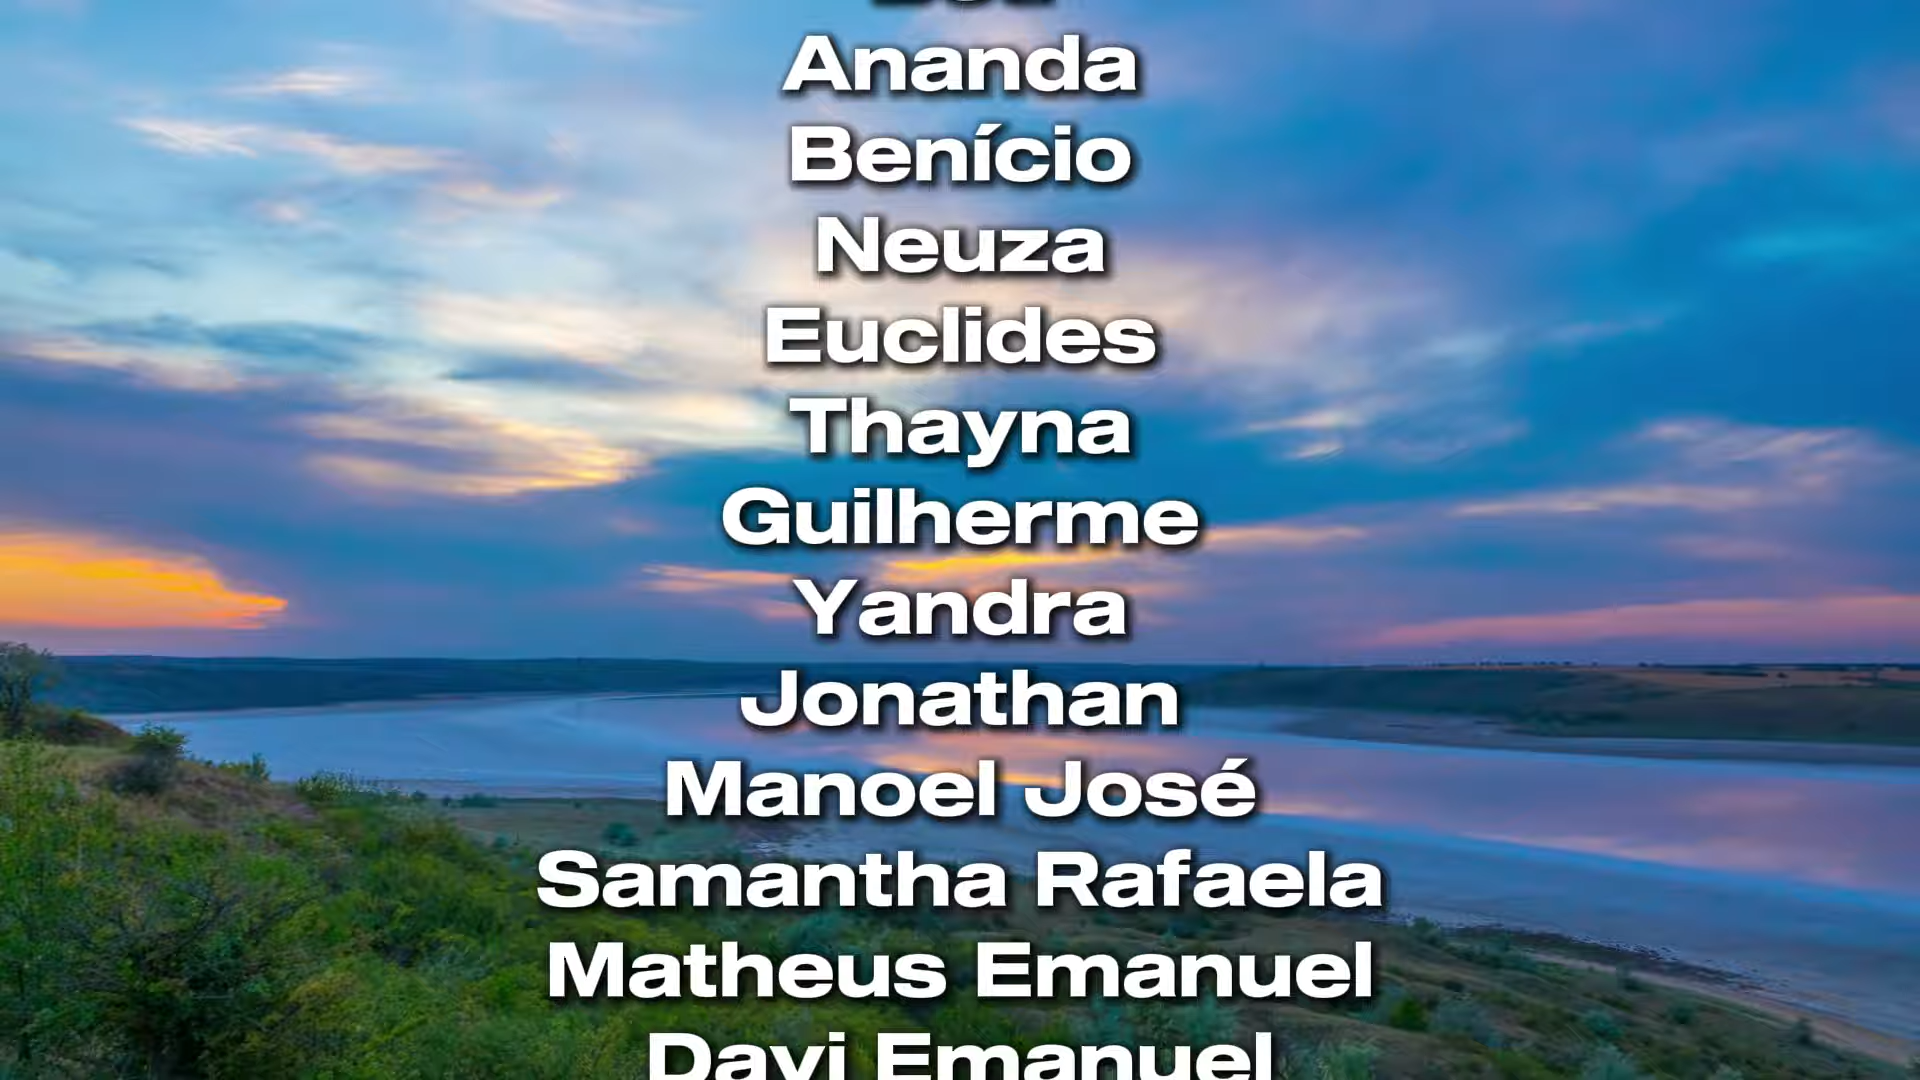 Ananda
Benício
Neuza
Euclides
Thayna
Guilherme
Yandra
Jonathan
Manoel José
Samantha Rafaela
Matheus Emanuel
Davi Emanuel